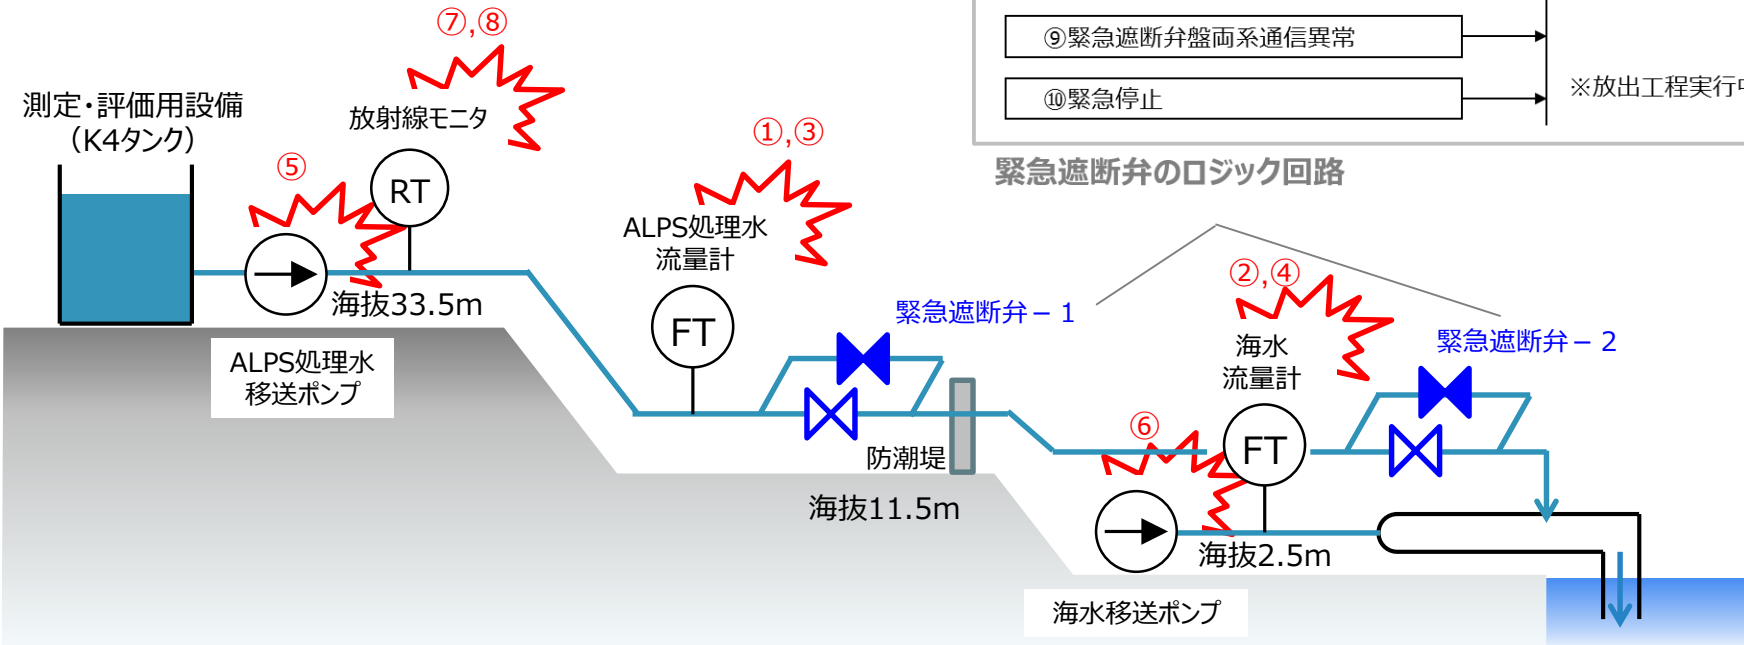 ⑨緊急遮断弁盤両系通信異常
⑩緊急停止
※放出工程実行
緊急遮断弁のロジック回路
⑦,⑧
放射線モニタ
RT
測定・評価用設備
（K4タンク）
⑤
海抜33.5m
ALPS処理水
移送ポンプ
①,③
ALPS処理水
流量計
FT
緊急遮断弁－1
防潮堤
海抜11.5m
②,④
海水
流量計
FT
緊急遮断弁－2
⑥
海抜2.5m
海水移送ポンプ